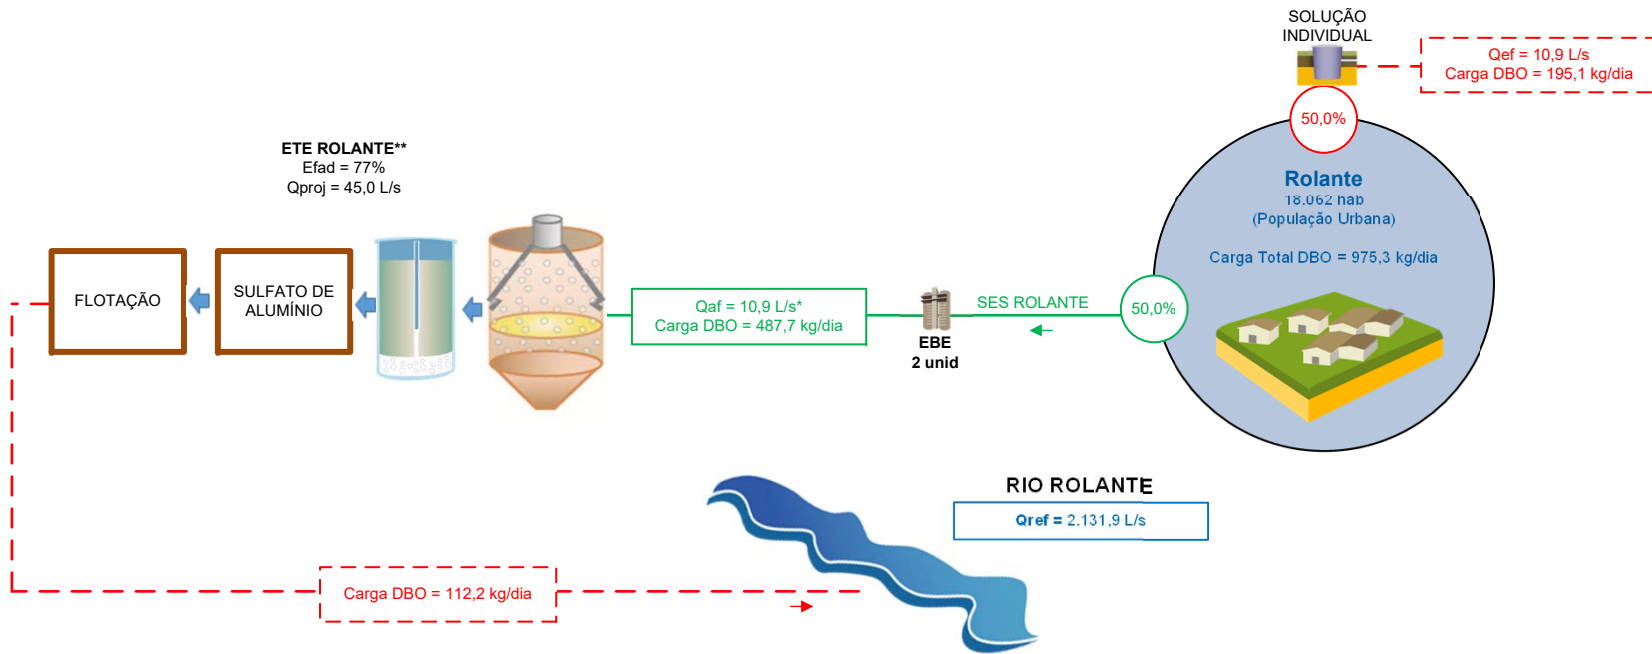 SOLUÇÃO
INDIVIDUAL
Qef = 10,9 L/s
Carga DBO = 195,1 kg/dia
50,0%
ETE ROLANTE**
Efad = 77%
Qproj = 45,0 L/s
Rolante
18.062 hab
(População Urbana)
Carga Total DBO = 975,3 kg/dia
FLOTAÇÃO
SULFATO DE
ALUMÍNIO
Qaf = 10,9 L/s*
Carga DBO = 487,7 kg/dia
SES ROLANTE
50,0%
EBE
2 unid
RIO ROLANTE
Qref = 2.131,9 L/s
Carga DBO = 112,2 kg/dia